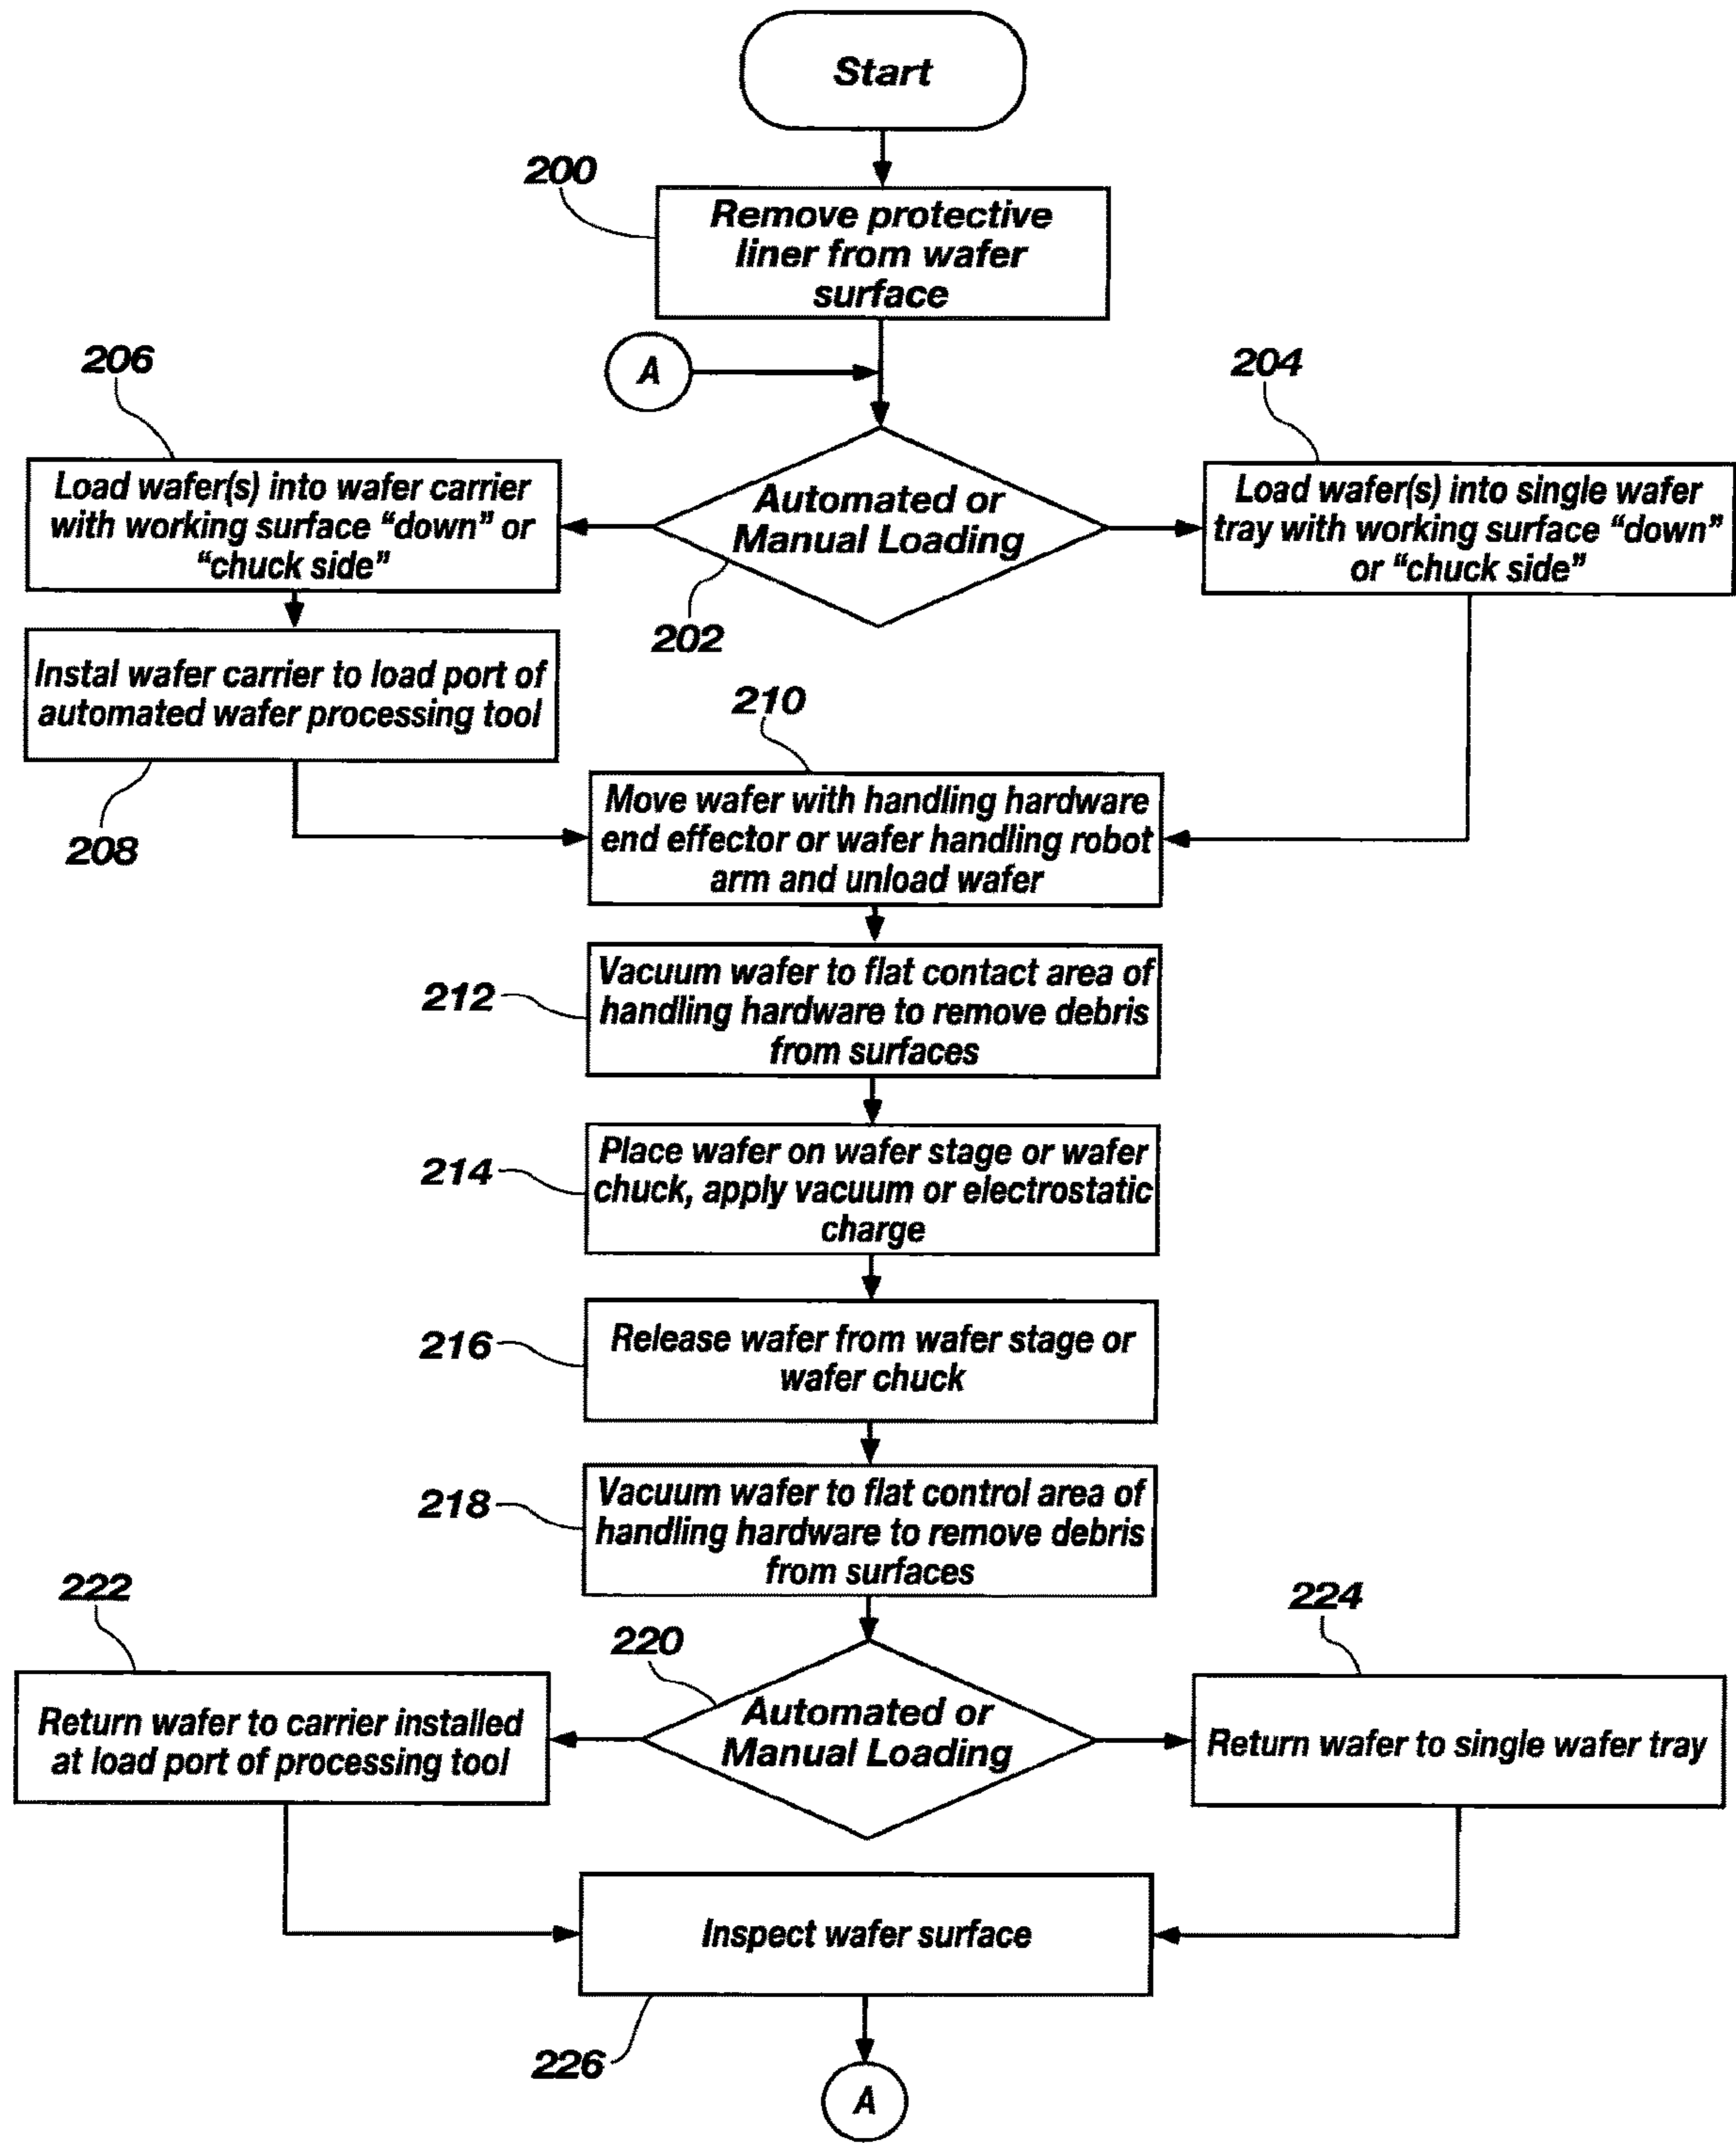 Start
200
Remove protective
liner from wafer
surface
A
206
204
Load wafer(s) into wafer carrier
with working surface “down” or
“chuck side”
Automated or
Manual Loading
Load wafer(s) into single wafer
tray with working surface “down”
or “chuck side”
202
Instal wafer carrier to load port of
automated wafer processing tool
208
210
Move wafer with handling hardware
end effector or wafer handling robot
arm and unload wafer
212
Vacuum wafer to flat contact area of
handling hardware to remove debris
from surfaces
214
Place wafer on wafer stage or wafer
chuck, apply vacuum or electrostatic
charge
216
Release wafer from wafer stage or
wafer chuck
218
Vacuum wafer to flat control area of
handling hardware to remove debris
from surfaces
222
220
224
Return wafer to carrier installed
at load port of processing tool
Automated or
Manual Loading
Return wafer to single wafer tray
Inspect wafer surface
226
A